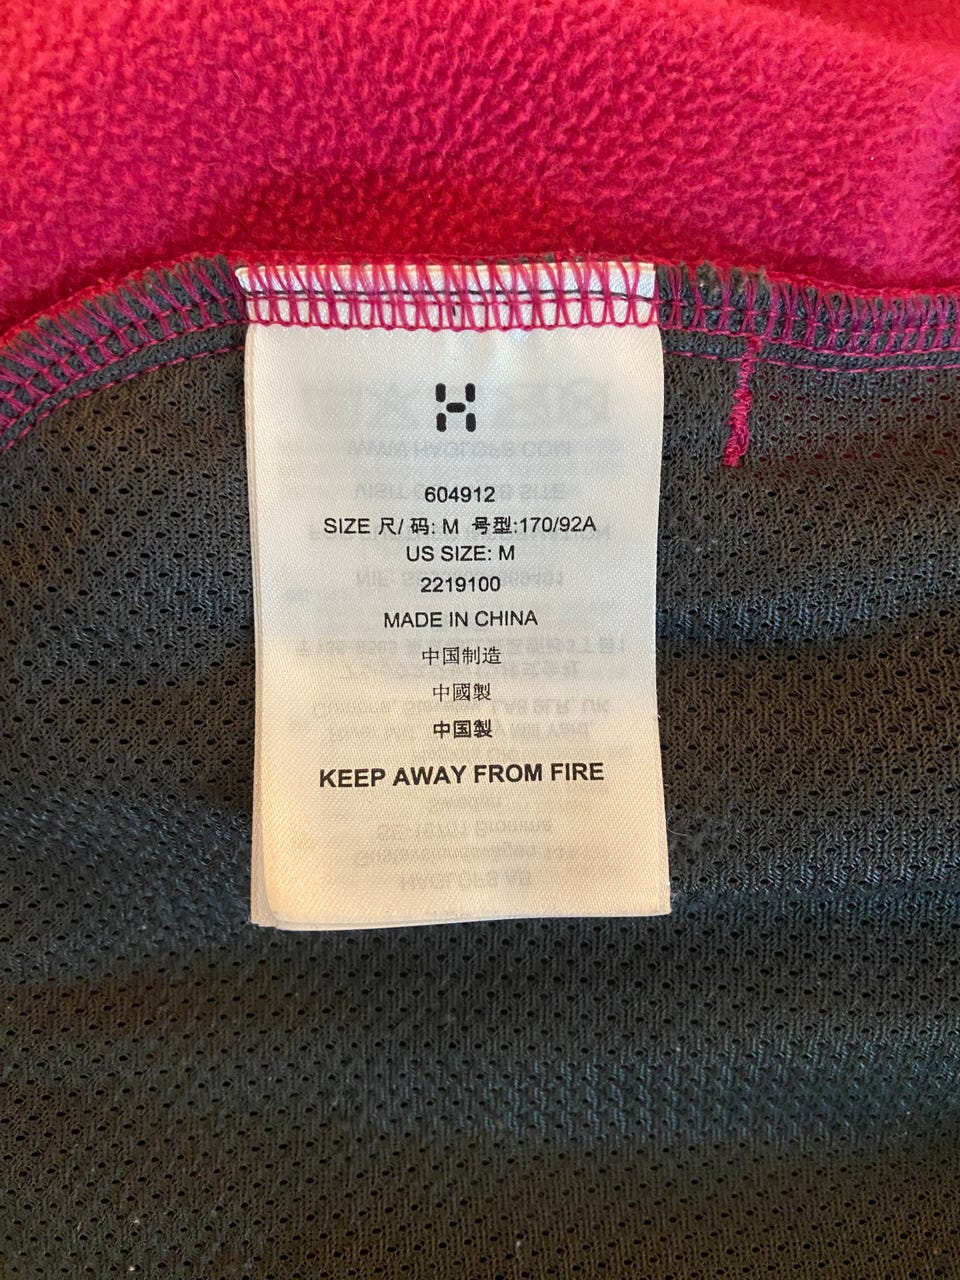 604912
SIZE 尺/ 码: M 号型:170/92A
US SIZE: M
2219100
MADE IN CHINA
中国制造
中國製
中国製
KEEP AWAY FROM FIRE